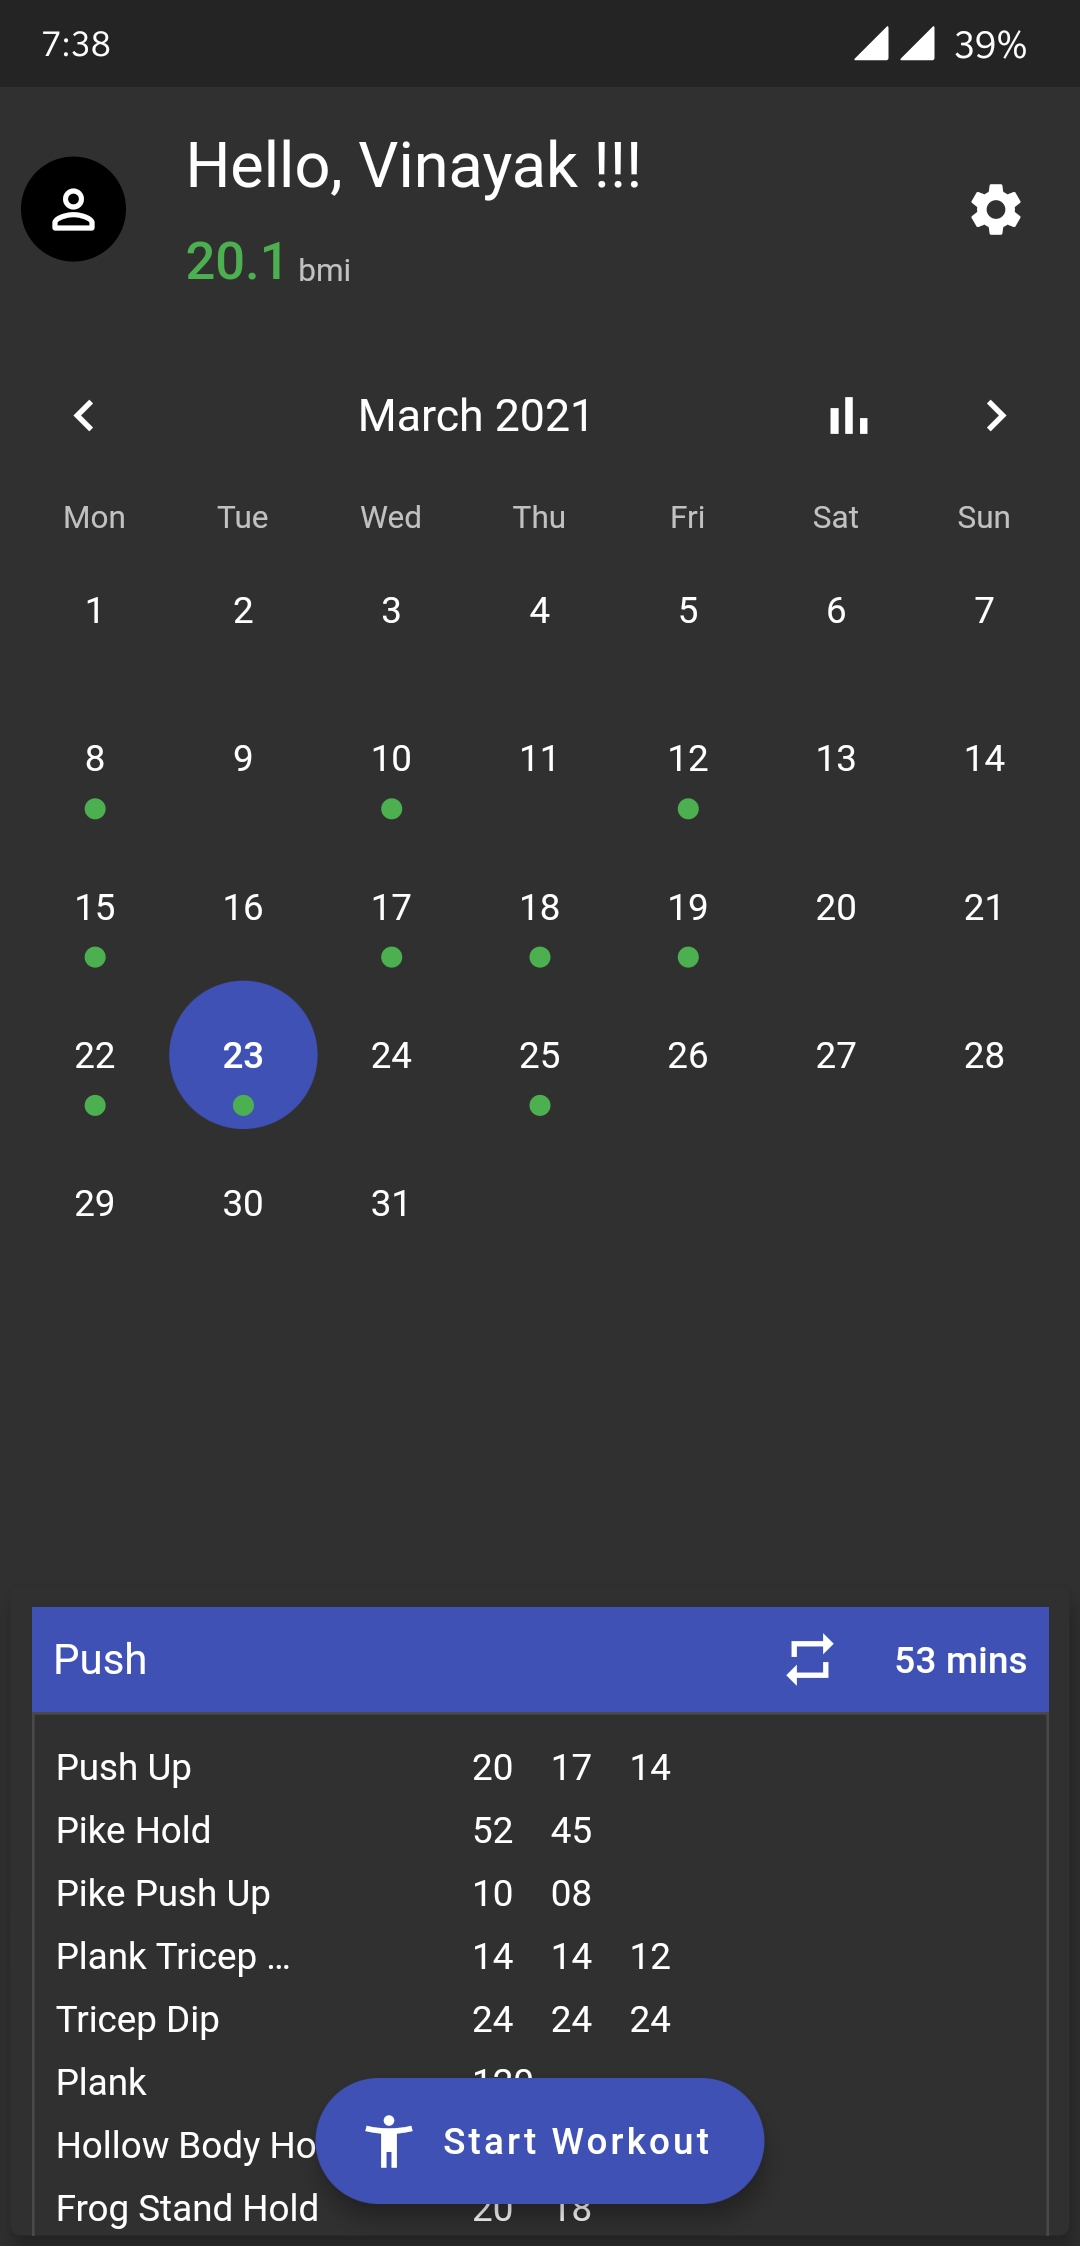 7:38 39%
Hello, Vinayak !!!
20.1 bmi
March 2021
Mon Tue Wed Thu Fri Sat Sun
1 2 3 4 5 6 7
8 9 10 11 12 13 14
15 16 17 18 19 20 21
22 23 24 25 26 27 28
29 30 31
Push 53 mins
Push Up 20 17 14
Pike Hold 52 45
Pike Push Up 10 08
Plank Tricep ...
14 14 12
Tricep Dip 24 24 24
Plank
Hollow Body Ho
Start Workout
Frog Stand Hold 20 18